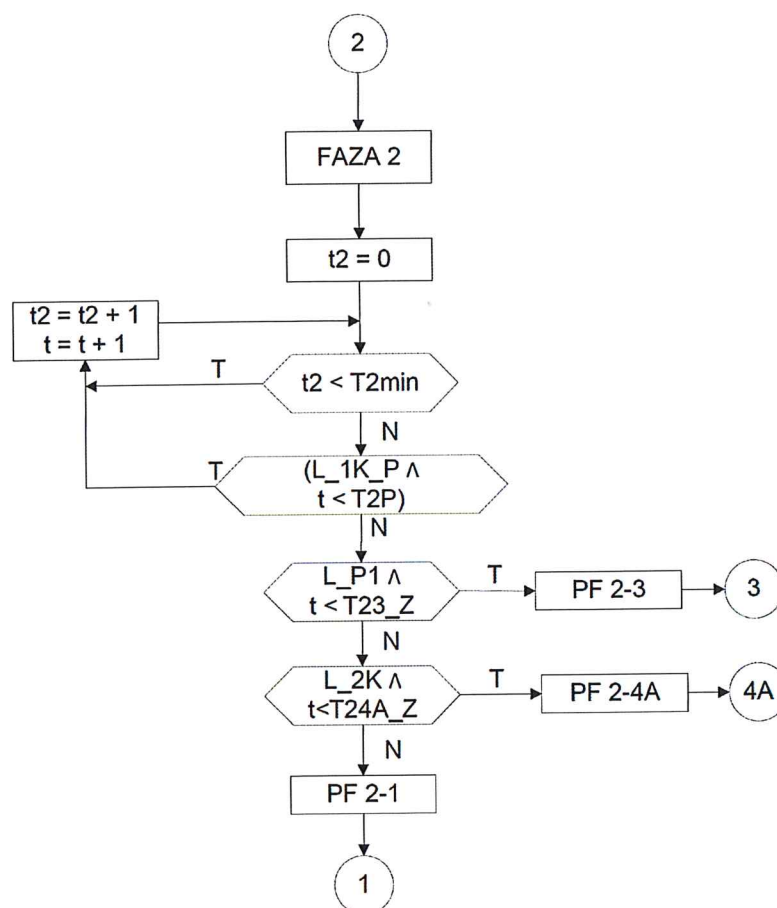 2
FAZA 2
t2 = 0
t2 = t2 + 1
t = t + 1
T
t2 < T2min
N
T
(L_1K_P ∧
t < T2P)
N
L_P1 ∧
t < T23_Z
T
PF 2-3
3
N
L_2K ∧
t<T24A_Z
T
PF 2-4A
4A
N
PF 2-1
1